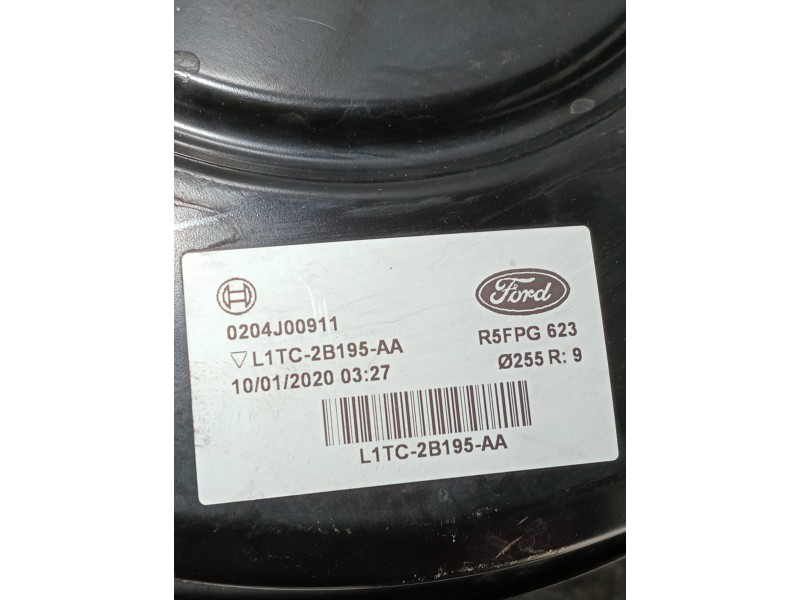 Ford
0204J00911
R5FPG 623
▽L1TC-2B195-AA
Ø255 R: 9
10/01/2020 03:27
L1TC-2B195-AA